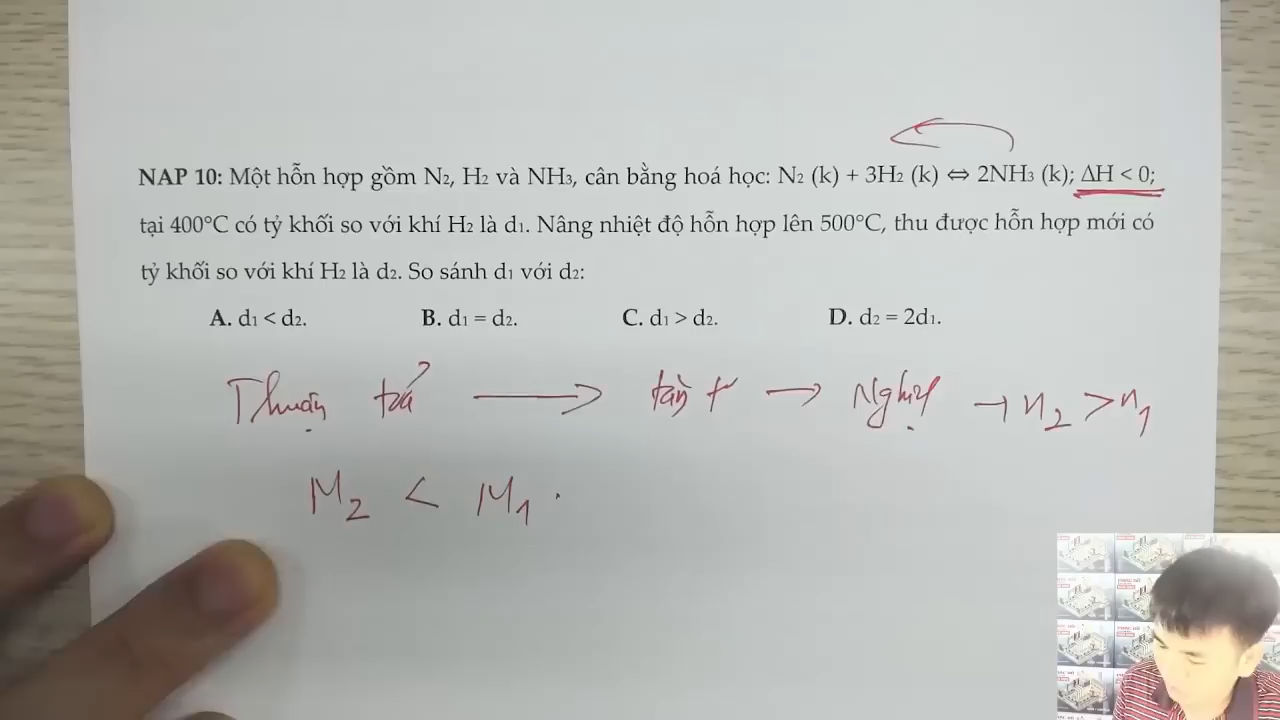 NAP 10: Một hỗn hợp gồm N₂, H₂ và NH₃, cân bằng hoá học: N₂ (k) + 3H₂ (k) ⇔ 2NH₃ (k); ΔH < 0;
tại 400°C có tỷ khối so với khí H₂ là d₁. Nâng nhiệt độ hỗn hợp lên 500°C, thu được hỗn hợp mới có
tỷ khối so với khí H₂ là d₂. So sánh d₁ với d₂:
A. d₁ < d₂. B. d₁ = d₂. C. d₁ > d₂. D. d₂ = 2d₁.
Thuận toả → tăng t° → Nghịch → n₂ > n₁
M₂ < M₁.